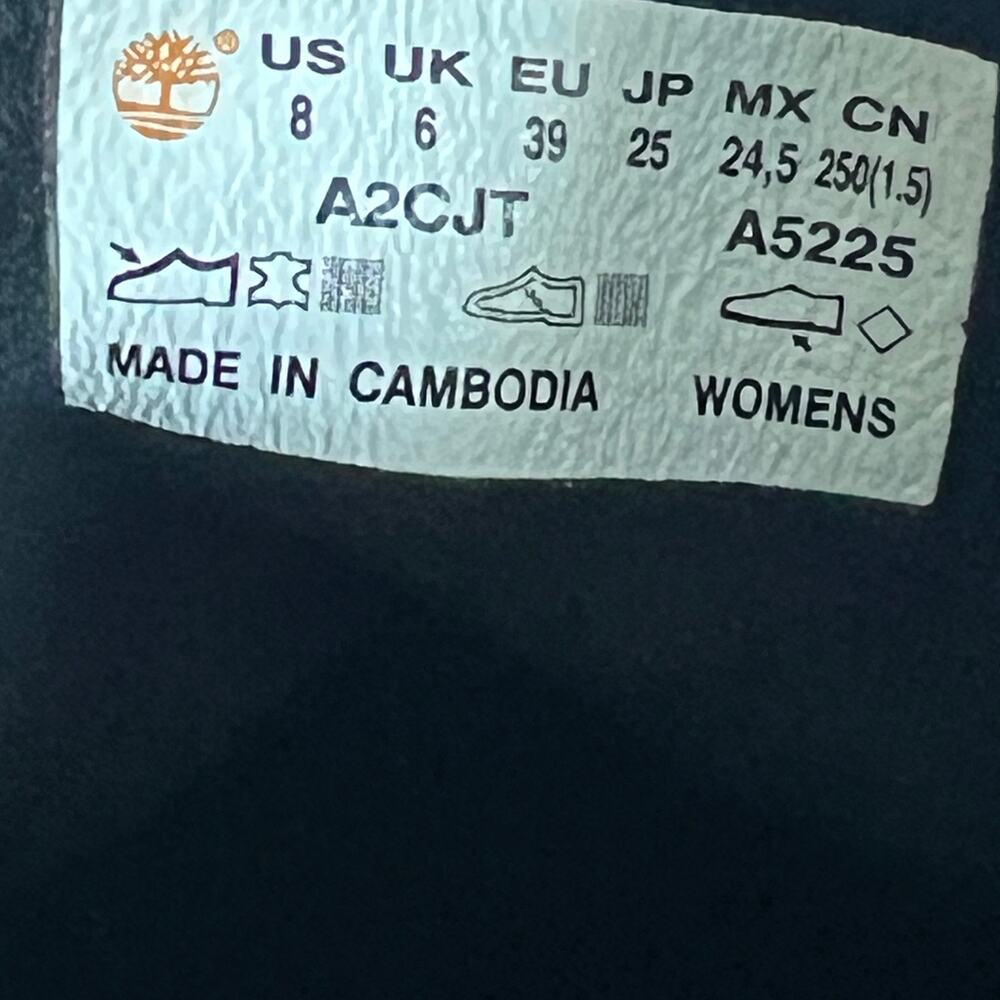 ® US UK EU JP MX CN
8 6 39 25 24,5 250(1.5)
A2CJT A5225
MADE IN CAMBODIA WOMENS